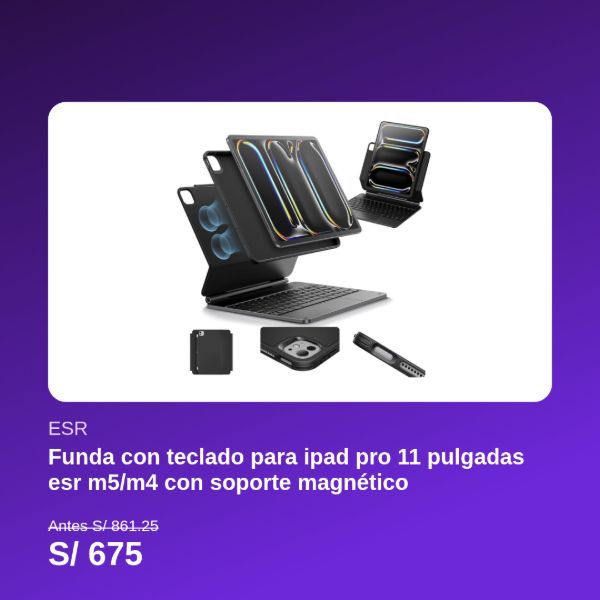 ESR
Funda con teclado para ipad pro 11 pulgadas
esr m5/m4 con soporte magnético
Antes S/ 861.25
S/ 675